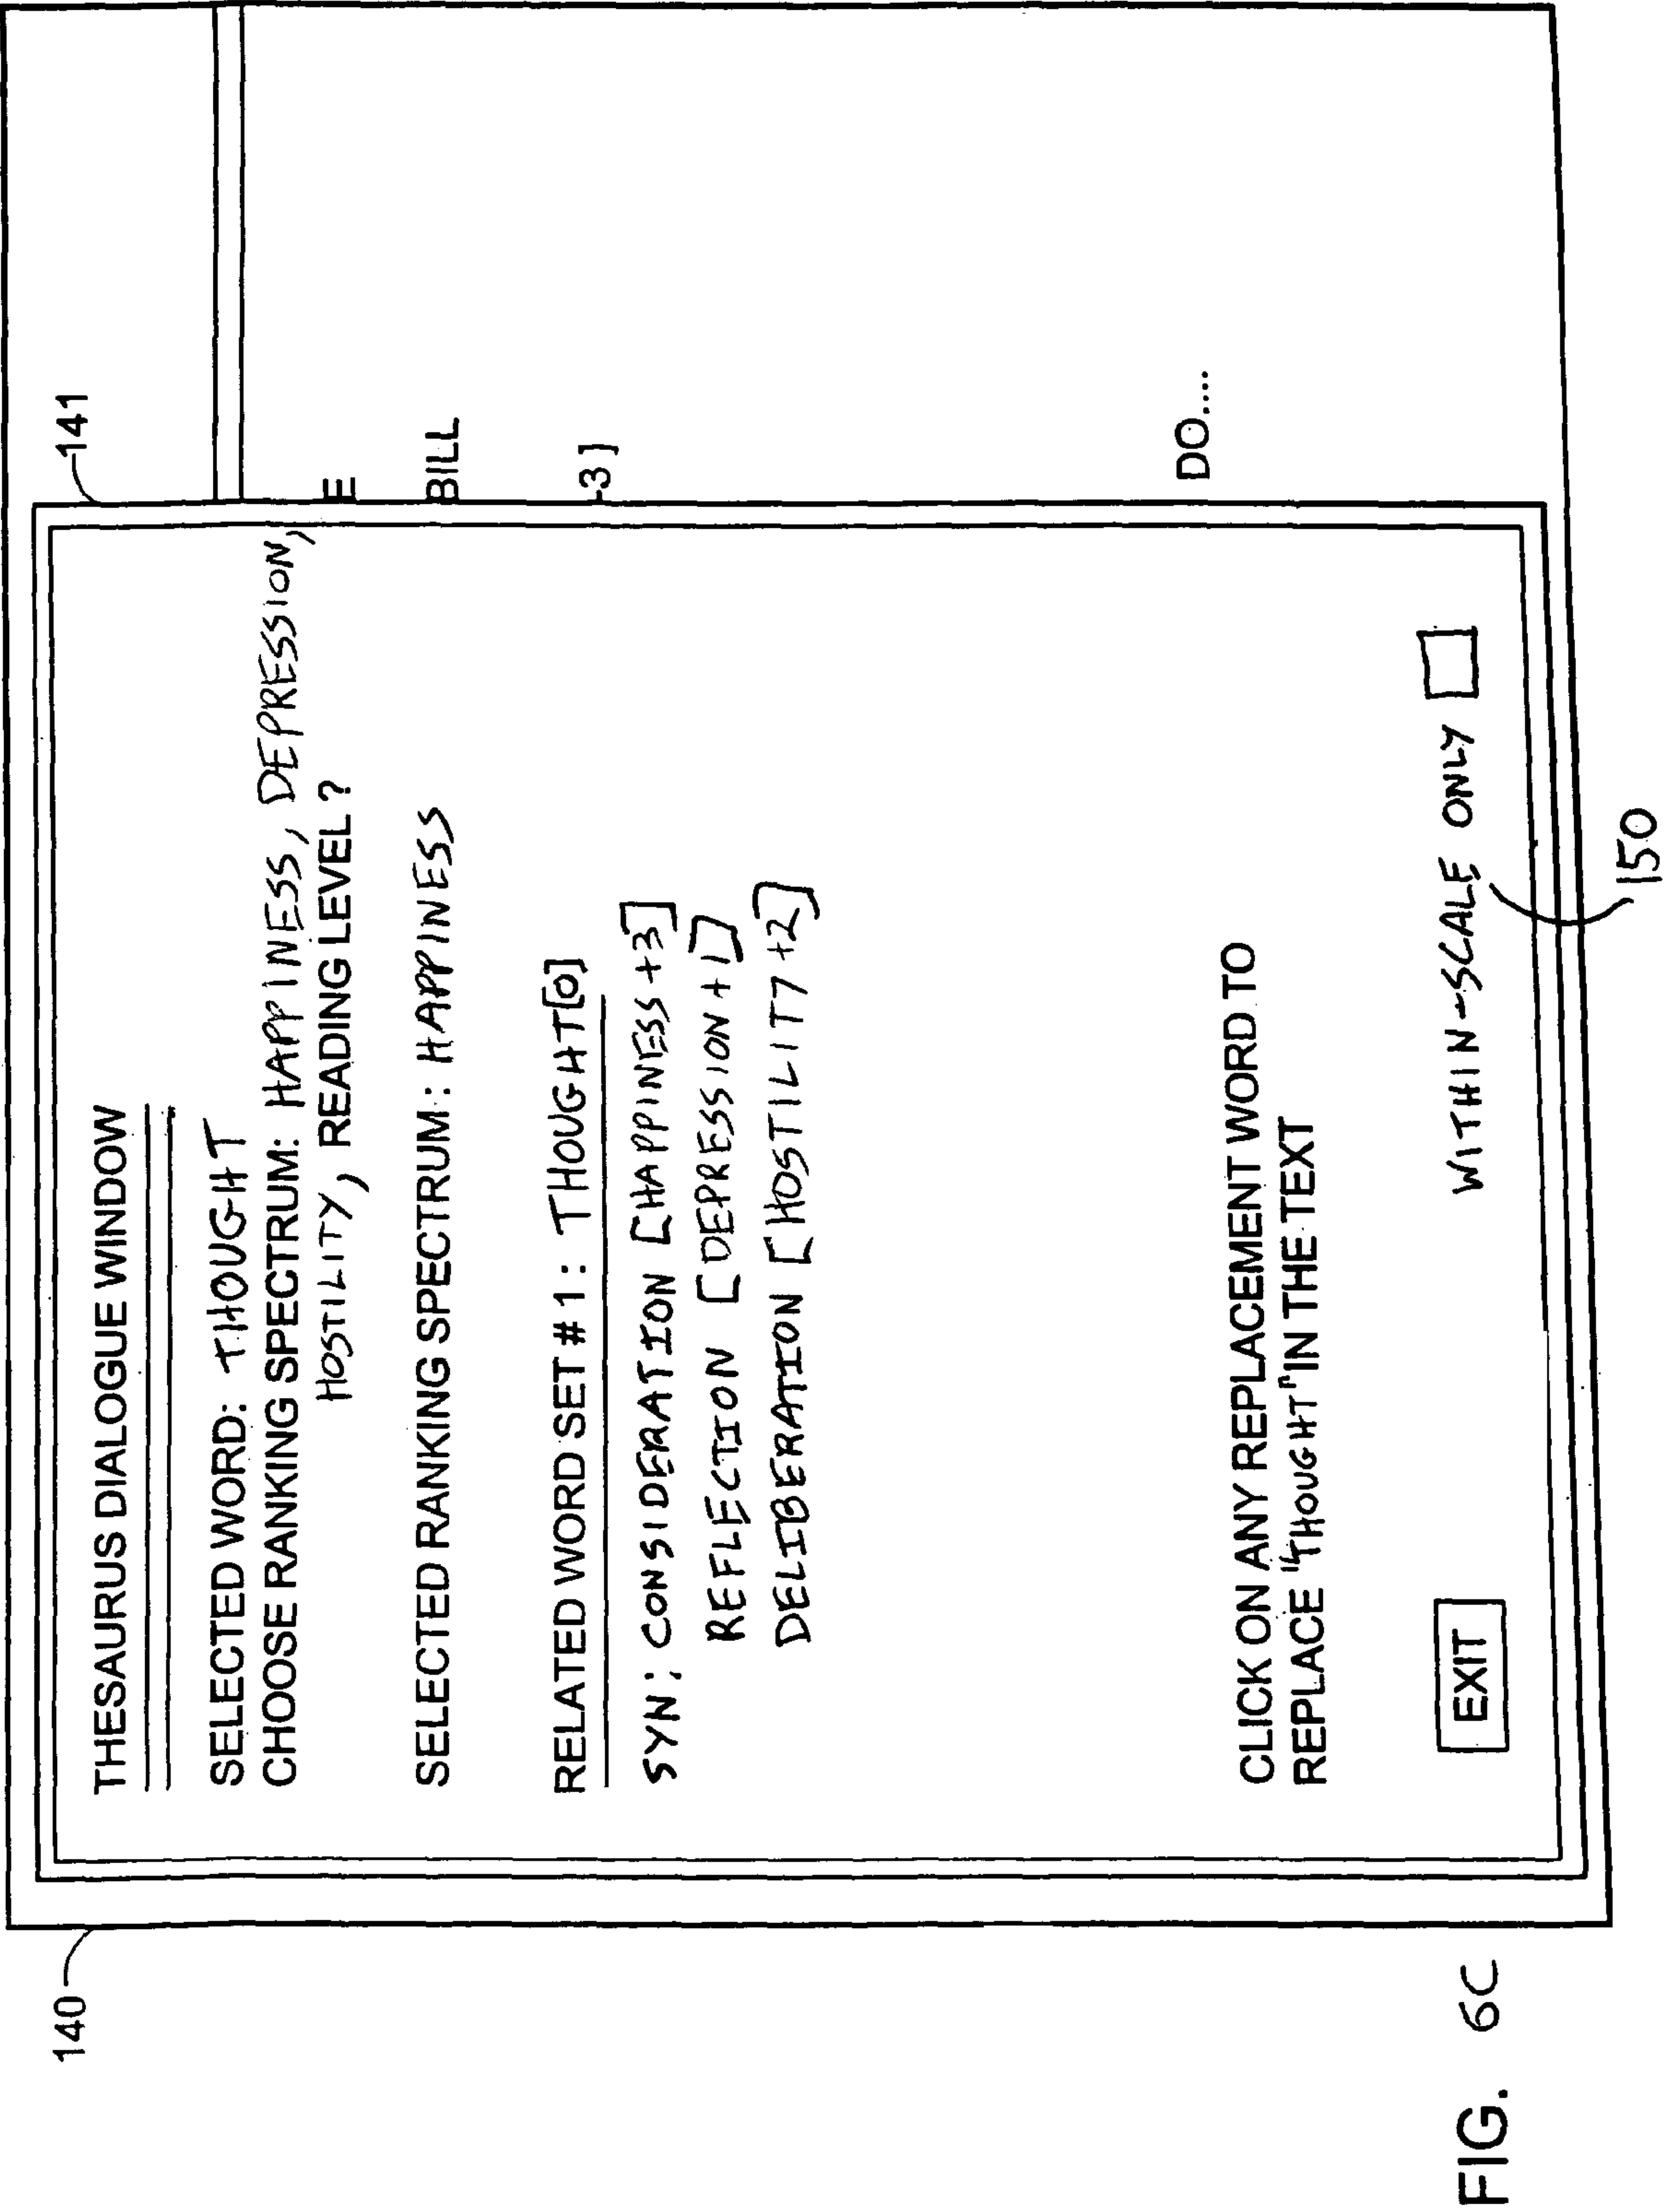 140
141
THESAURUS DIALOGUE WINDOW
SELECTED WORD: THOUGHT
CHOOSE RANKING SPECTRUM: HAPPINESS, DEPRESSION,
HOSTILITY, READING LEVEL ?
E
SELECTED RANKING SPECTRUM: HAPPINESS
BILL
RELATED WORD SET # 1 : THOUGHT[0]
-3 ]
SYN: CONSIDERATION [HAPPINESS +3]
REFLECTION [DEPRESSION +1]
DELIBERATION [HOSTILITY +2]
DO....
CLICK ON ANY REPLACEMENT WORD TO
REPLACE "THOUGHT" IN THE TEXT
EXIT
WITHIN-SCALE ONLY
150
FIG. 6C